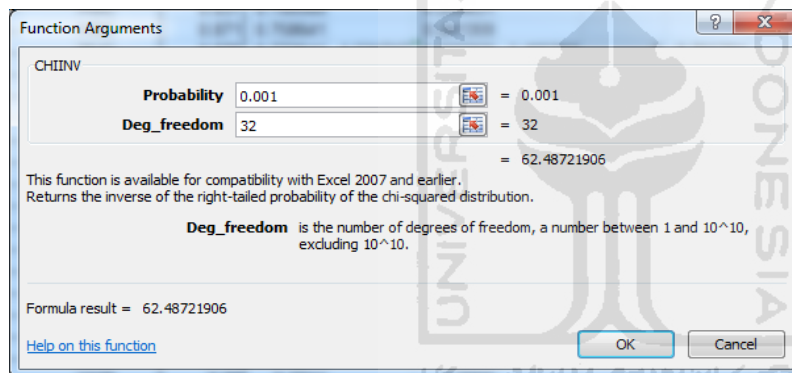 Function Arguments
CHIINV
Probability 0.001 = 0.001
Deg_freedom 32 = 32
= 62.48721906
This function is available for compatibility with Excel 2007 and earlier.
Returns the inverse of the right-tailed probability of the chi-squared distribution.
Deg_freedom is the number of degrees of freedom, a number between 1 and 10^10,
excluding 10^10.
Formula result = 62.48721906
Help on this function
OK Cancel
UNIVERSITA
DONESIA